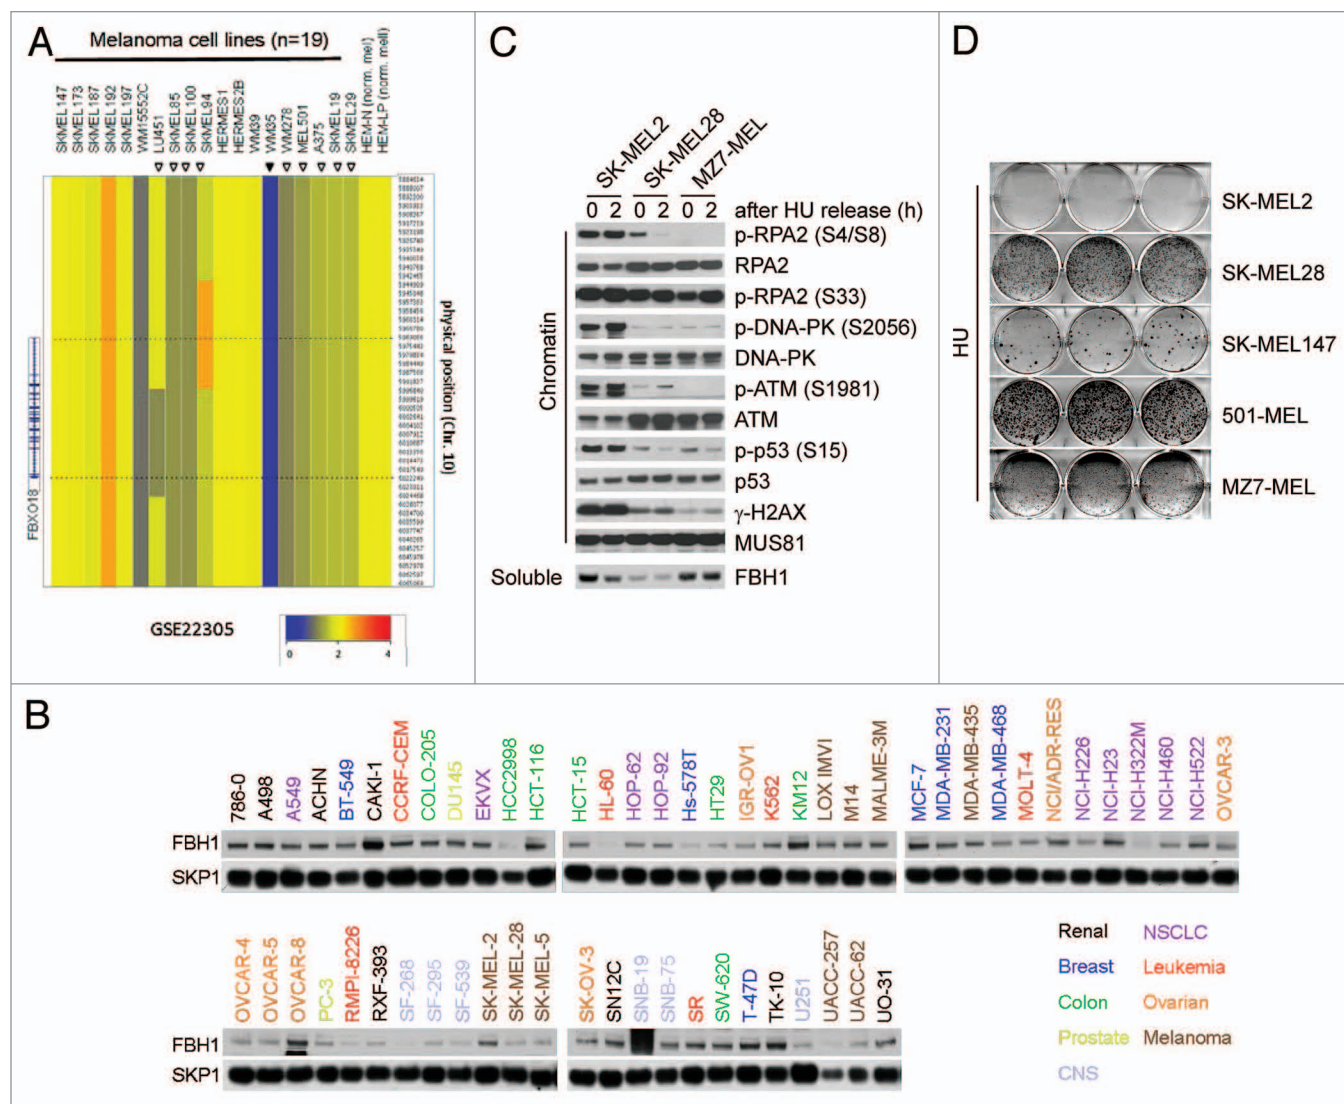 A
Melanoma cell lines (n=19)
SKMEL147
SKMEL173
SKMEL187
SKMEL192
SKMEL197
WM15552C
LU451
SKMEL85
SKMEL100
SKMEL94
HERMES1
HERMES2B
WM39
WM35
WM278
MEL501
A375
SKMEL19
SKMEL29
HEM-N (norm. mel)
HEM-LP (norm. mell)
physical position (Chr. 10)
FBXO18
GSE22305
0 2 4
C
SK-MEL2
SK-MEL28
MZ7-MEL
0 2 0 2 0 2 after HU release (h)
Chromatin
p-RPA2 (S4/S8)
RPA2
p-RPA2 (S33)
p-DNA-PK (S2056)
DNA-PK
p-ATM (S1981)
ATM
p-p53 (S15)
p53
γ-H2AX
MUS81
Soluble FBH1
D
HU
SK-MEL2
SK-MEL28
SK-MEL147
501-MEL
MZ7-MEL
B
786-0
A498
A549
ACHN
BT-549
CAKI-1
CCRF-CEM
COLO-205
DU145
EKVX
HCC2998
HCT-116
HCT-15
HL-60
HOP-62
HOP-92
Hs-578T
HT29
IGR-OV1
K562
KM12
LOX IMVI
M14
MALME-3M
MCF-7
MDA-MB-231
MDA-MB-435
MDA-MB-468
MOLT-4
NCI/ADR-RES
NCI-H226
NCI-H23
NCI-H322M
NCI-H460
NCI-H522
OVCAR-3
FBH1
SKP1
OVCAR-4
OVCAR-5
OVCAR-8
PC-3
RMPI-8226
RXF-393
SF-268
SF-295
SF-539
SK-MEL-2
SK-MEL-28
SK-MEL-5
SK-OV-3
SN12C
SNB-19
SNB-75
SR
SW-620
T-47D
TK-10
U251
UACC-257
UACC-62
UO-31
FBH1
SKP1
Renal NSCLC
Breast Leukemia
Colon Ovarian
Prostate Melanoma
CNS